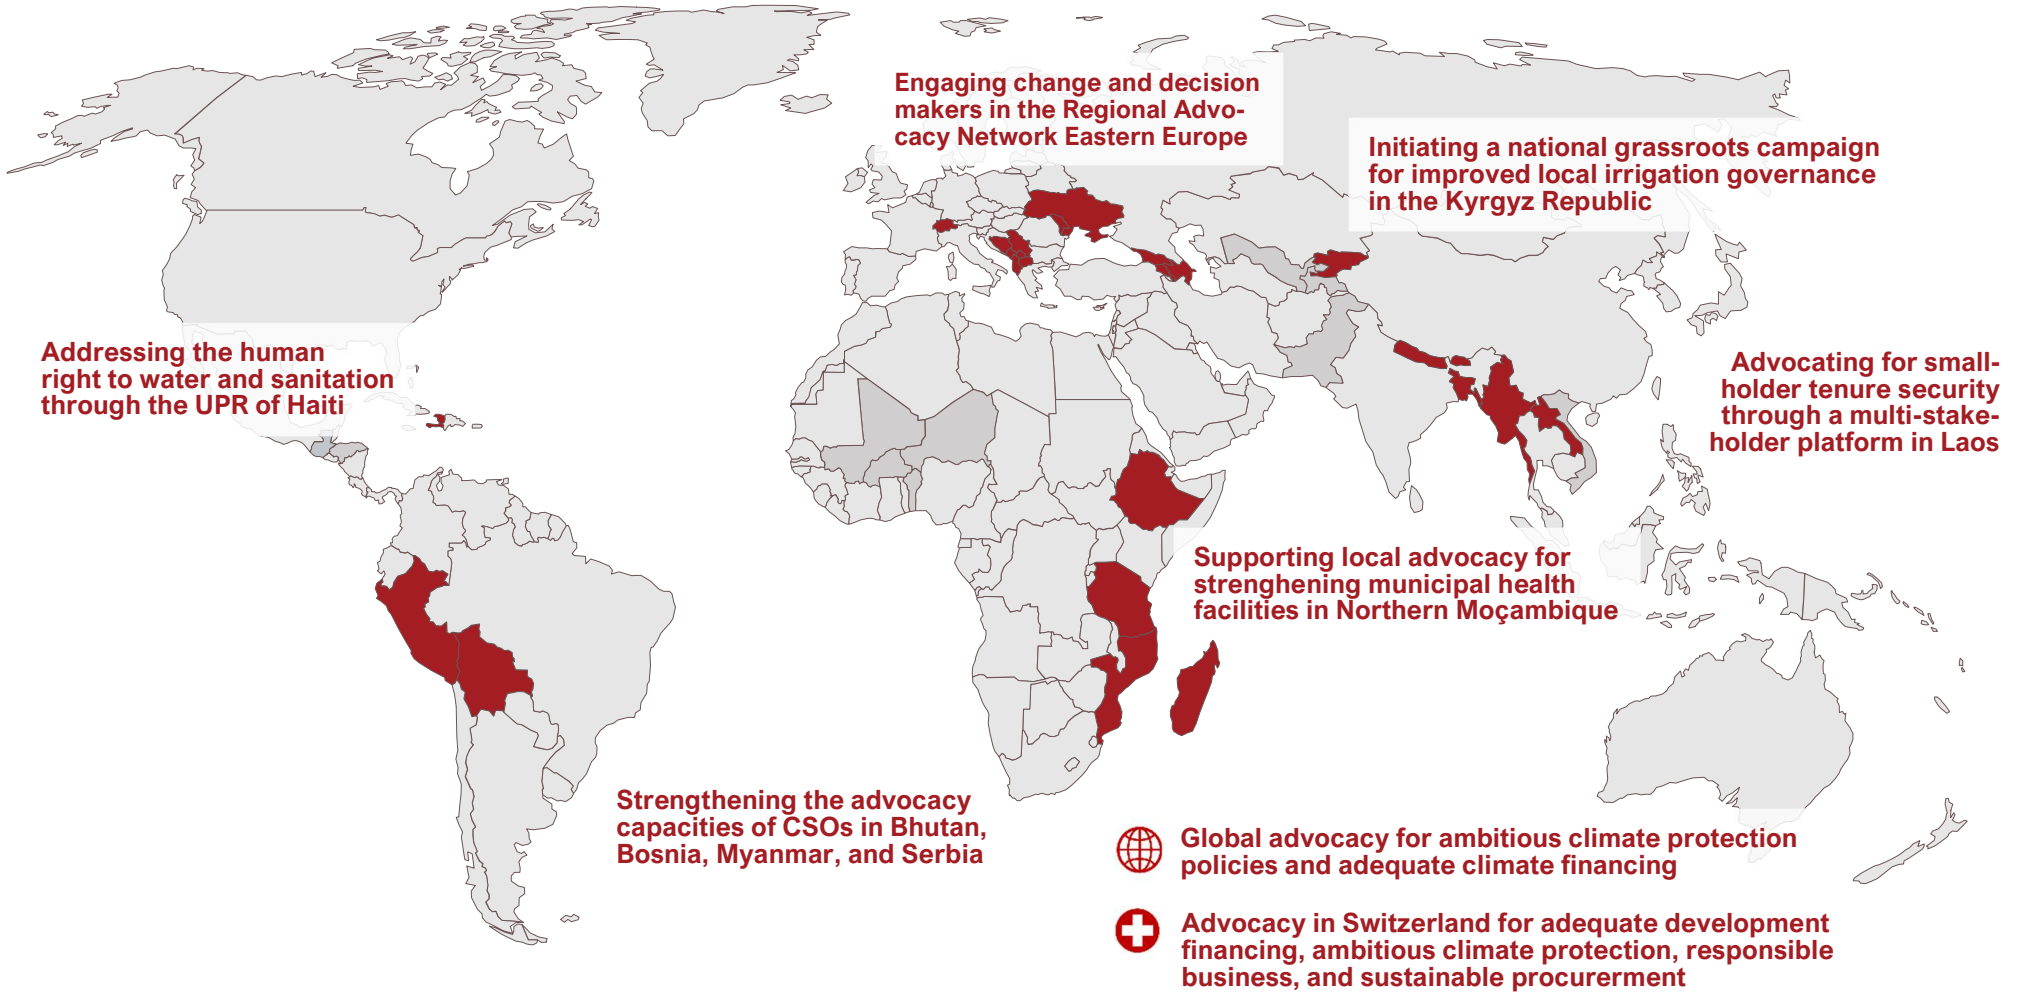 Engaging change and decision
makers in the Regional Advo-
cacy Network Eastern Europe
Initiating a national grassroots campaign
for improved local irrigation governance
in the Kyrgyz Republic
Addressing the human
right to water and sanitation
through the UPR of Haiti
Advocating for small-
holder tenure security
through a multi-stake-
holder platform in Laos
Supporting local advocacy for
strenghening municipal health
facilities in Northern Moçambique
Strengthening the advocacy
capacities of CSOs in Bhutan,
Bosnia, Myanmar, and Serbia
Global advocacy for ambitious climate protection
policies and adequate climate financing
Advocacy in Switzerland for adequate development
financing, ambitious climate protection, responsible
business, and sustainable procurerment